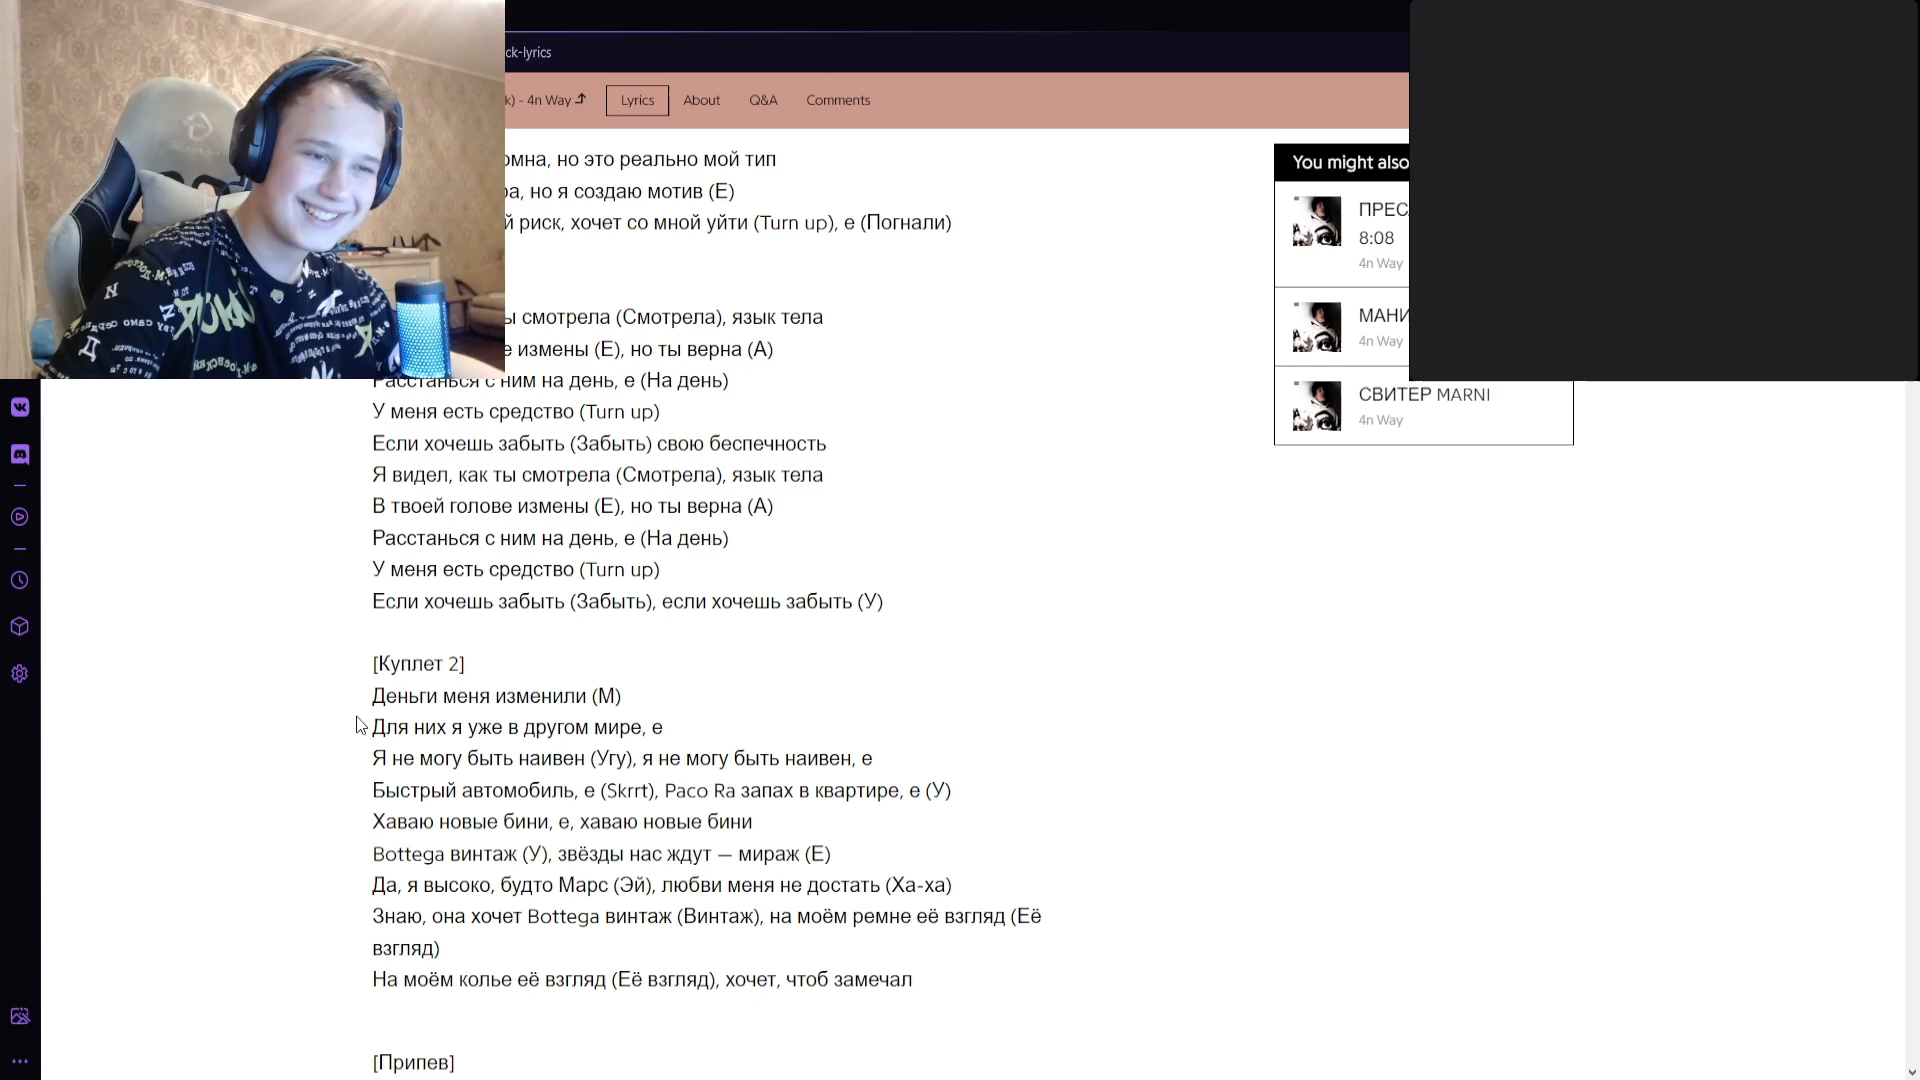 ck-lyrics
k) - 4n Way Lyrics About Q&A Comments
омна, но это реально мой тип
ра, но я создаю мотив (Е)
й риск, хочет со мной уйти (Turn up), е (Погнали)
ы смотрела (Смотрела), язык тела
е измены (Е), но ты верна (А)
Расстанься с ним на день, е (На день)
У меня есть средство (Turn up)
Если хочешь забыть (Забыть) свою беспечность
Я видел, как ты смотрела (Смотрела), язык тела
В твоей голове измены (Е), но ты верна (А)
Расстанься с ним на день, е (На день)
У меня есть средство (Turn up)
Если хочешь забыть (Забыть), если хочешь забыть (У)
[Куплет 2]
Деньги меня изменили (М)
Для них я уже в другом мире, е
Я не могу быть наивен (Угу), я не могу быть наивен, е
Быстрый автомобиль, е (Skrrt), Paco Ra запах в квартире, е (У)
Хаваю новые бини, е, хаваю новые бини
Bottega винтаж (У), звёзды нас ждут — мираж (Е)
Да, я высоко, будто Марс (Эй), любви меня не достать (Ха-ха)
Знаю, она хочет Bottega винтаж (Винтаж), на моём ремне её взгляд (Её
взгляд)
На моём колье её взгляд (Её взгляд), хочет, чтоб замечал
[Припев]
You might also
ПРЕС
8:08
4n Way
МАНИ
4n Way
СВИТЕР MARNI
4n Way